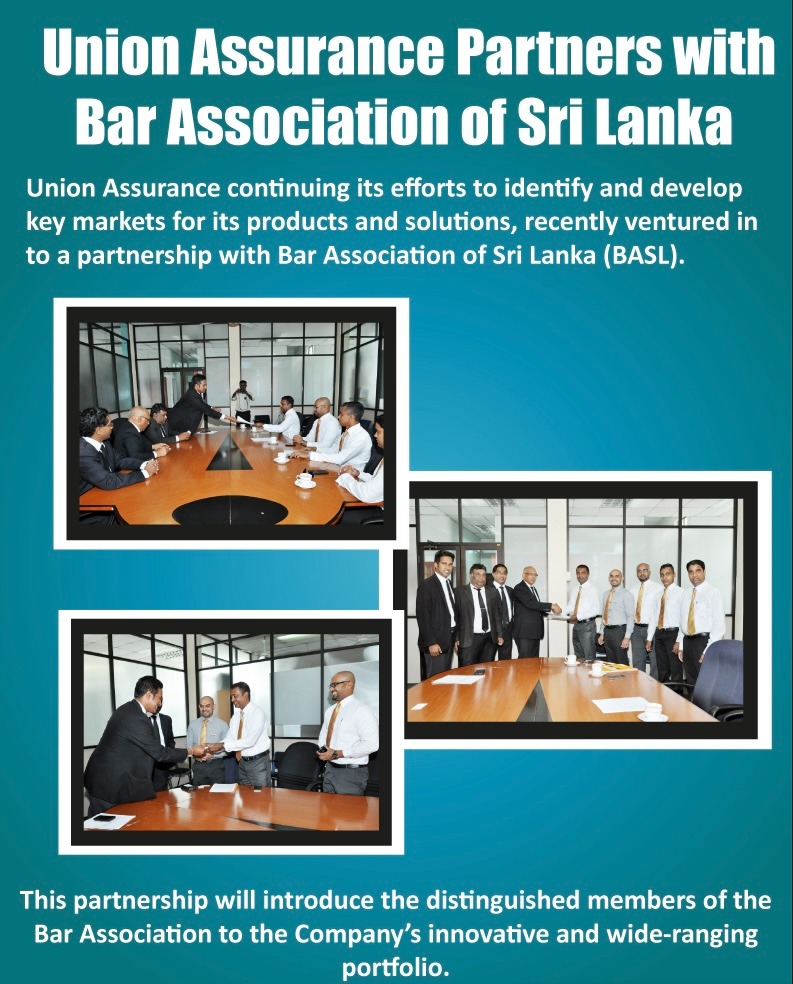 Union Assurance Partners with
Bar Association of Sri Lanka
Union Assurance continuing its efforts to identify and develop
key markets for its products and solutions, recently ventured in
to a partnership with Bar Association of Sri Lanka (BASL).
This partnership will introduce the distinguished members of the
Bar Association to the Company's innovative and wide-ranging
portfolio.